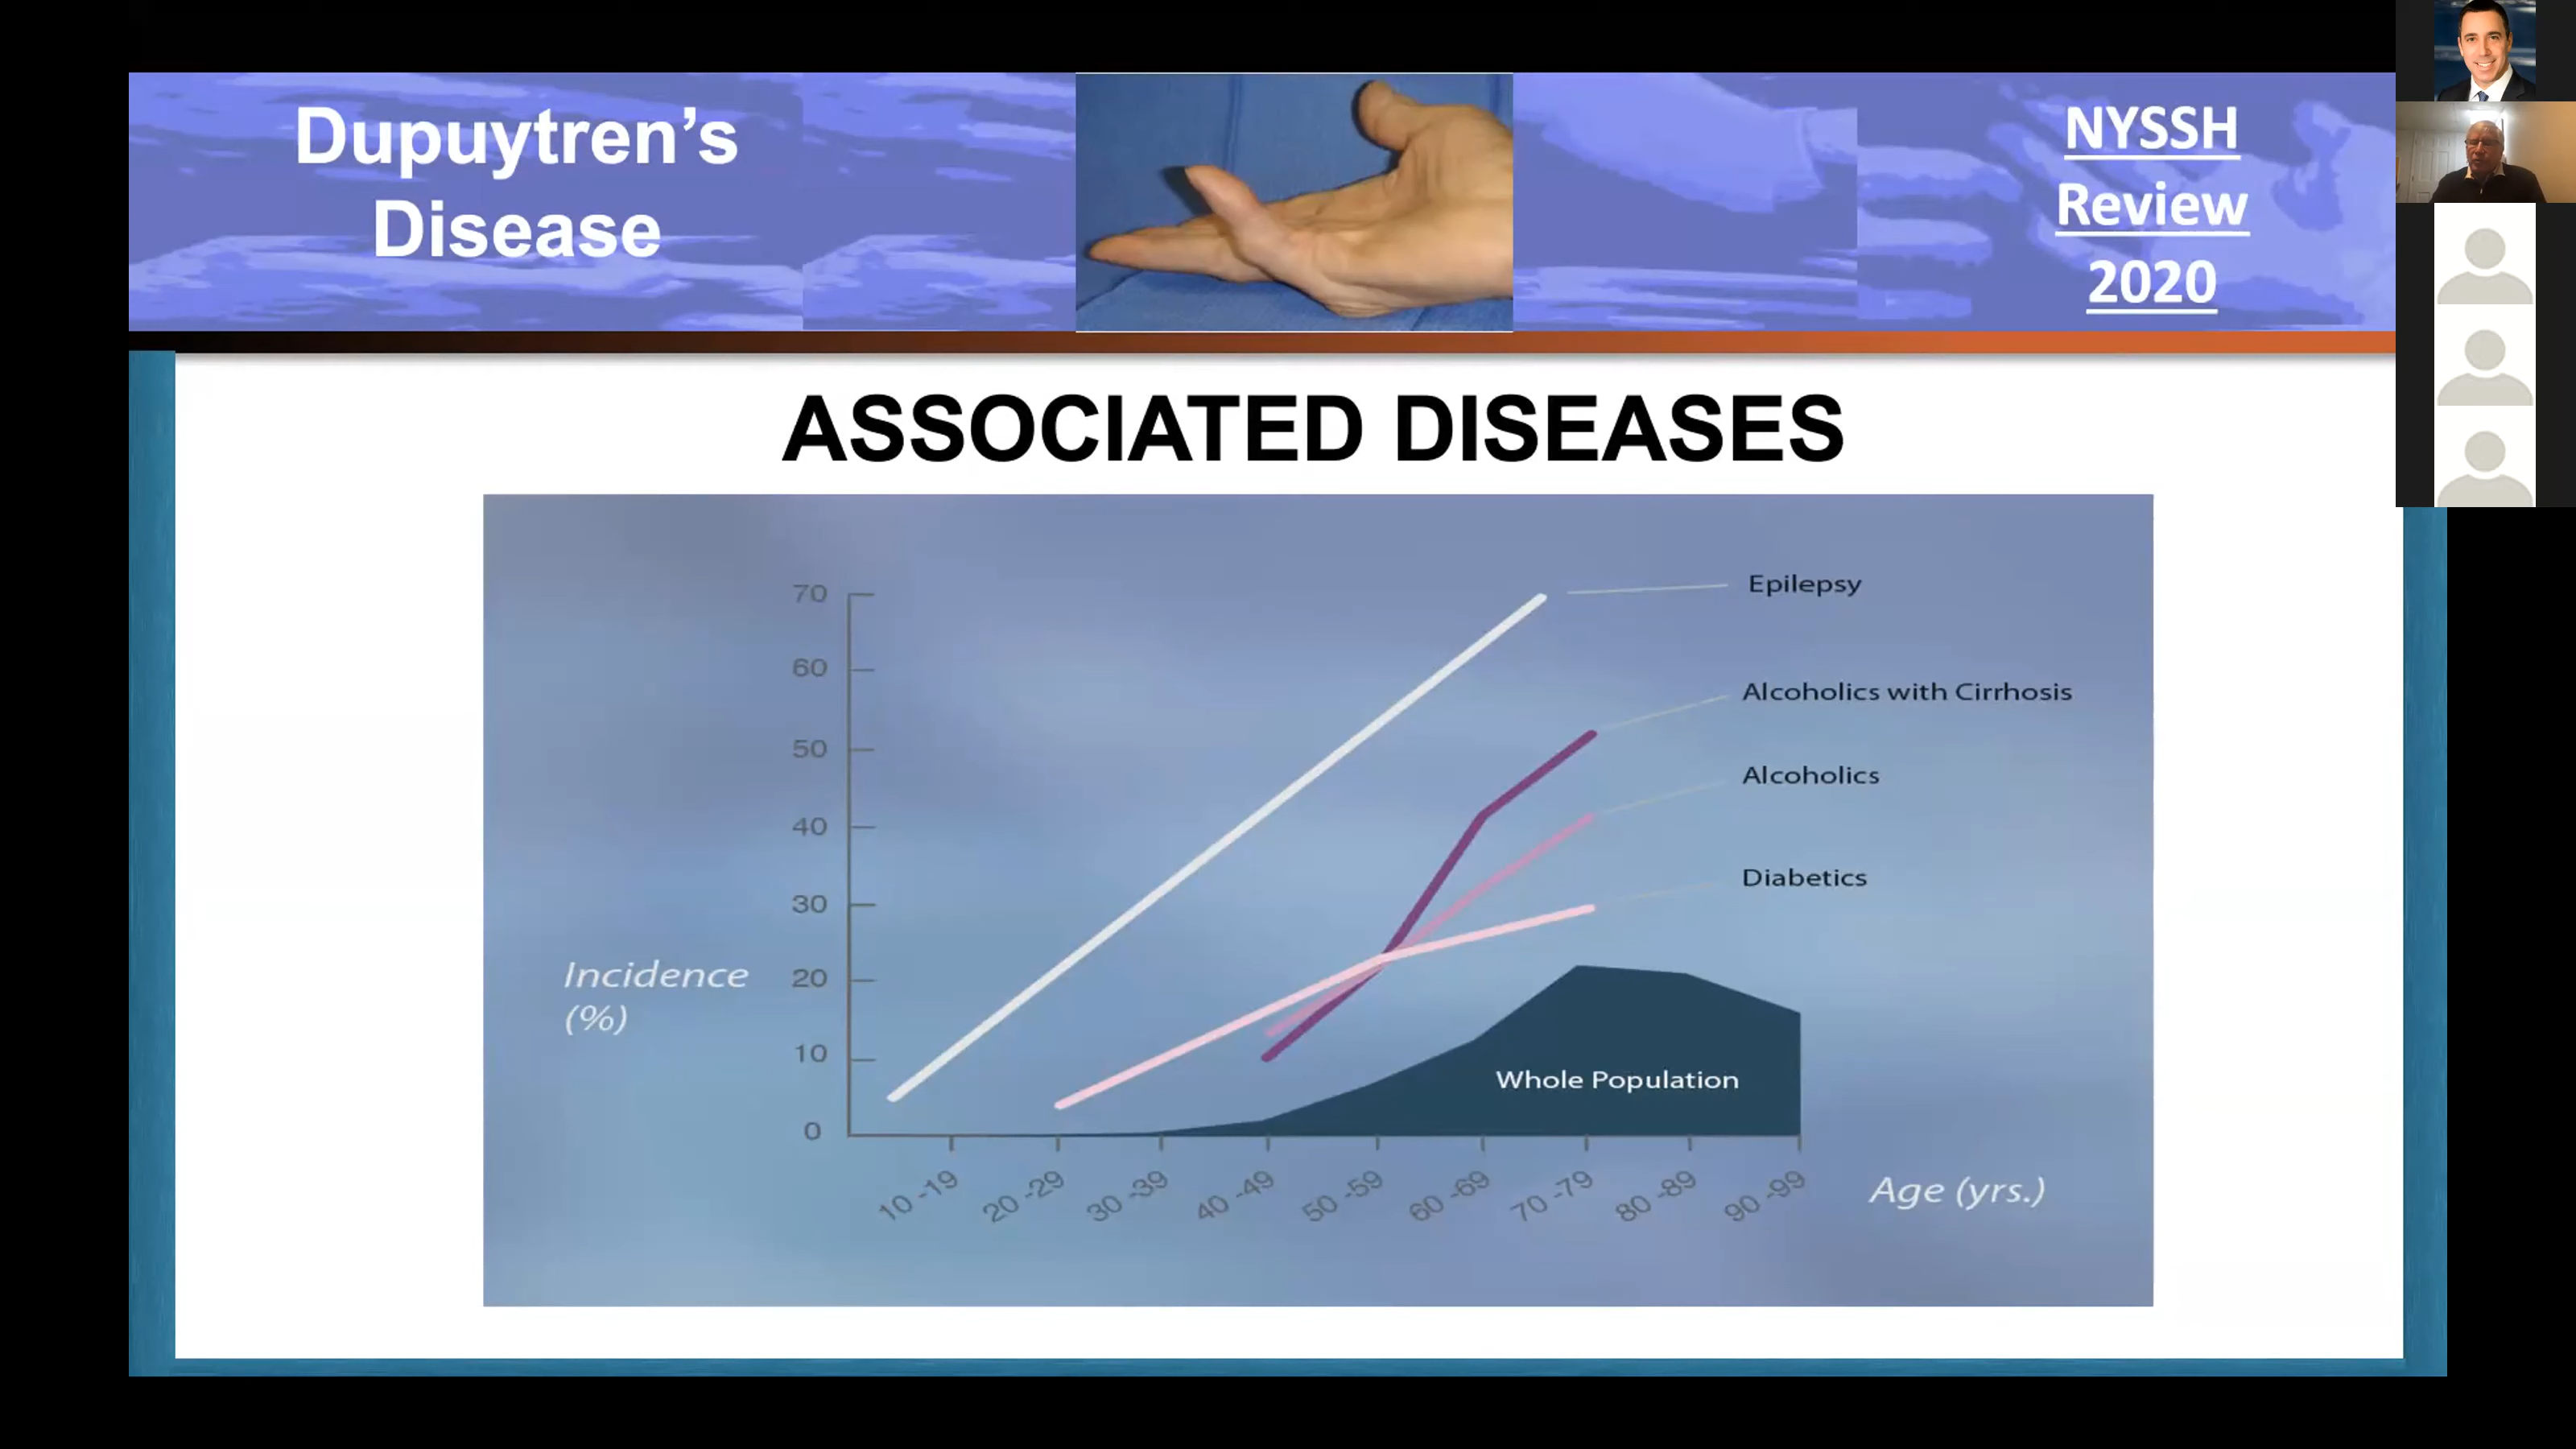 Dupuytren’s
Disease
NYSSH
Review
2020
ASSOCIATED DISEASES
70
60
50
40
30
20
10
0
Incidence
(%)
Epilepsy
Alcoholics with Cirrhosis
Alcoholics
Diabetics
Whole Population
10 -19
20 -29
30 -39
40 -49
50 -59
60 -69
70 -79
80 -89
90 -99
Age (yrs.)